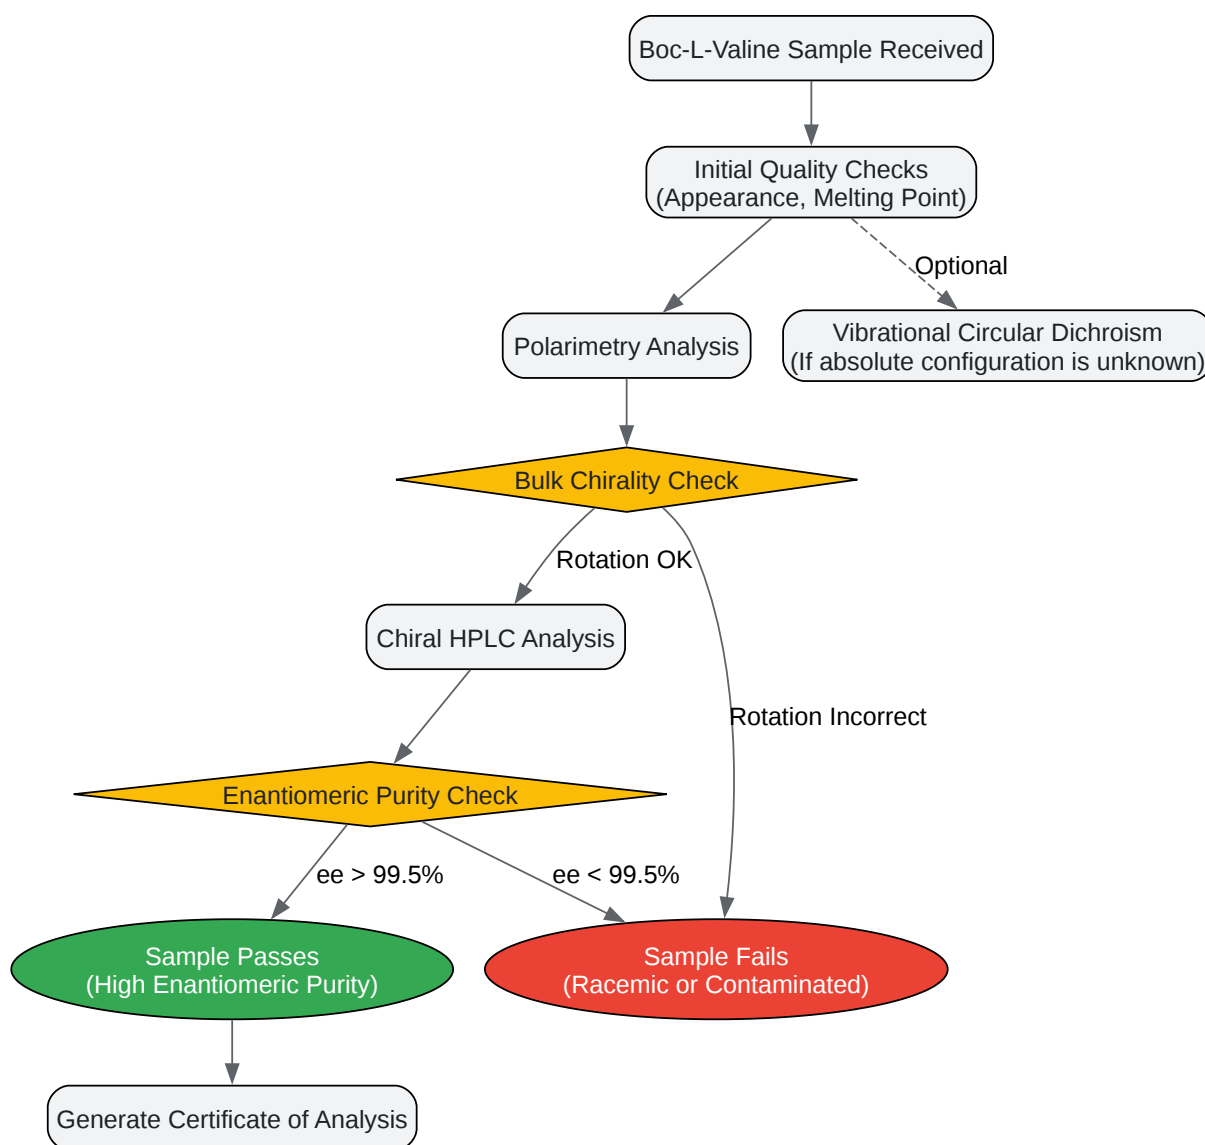 Boc-L-Valine Sample Received
Initial Quality Checks
(Appearance, Melting Point)
Optional
Polarimetry Analysis
Vibrational Circular Dichroism
(If absolute configuration is unknown)
Bulk Chirality Check
Rotation OK
Chiral HPLC Analysis
Rotation Incorrect
Enantiomeric Purity Check
ee > 99.5%
ee < 99.5%
Sample Passes
(High Enantiomeric Purity)
Sample Fails
(Racemic or Contaminated)
Generate Certificate of Analysis